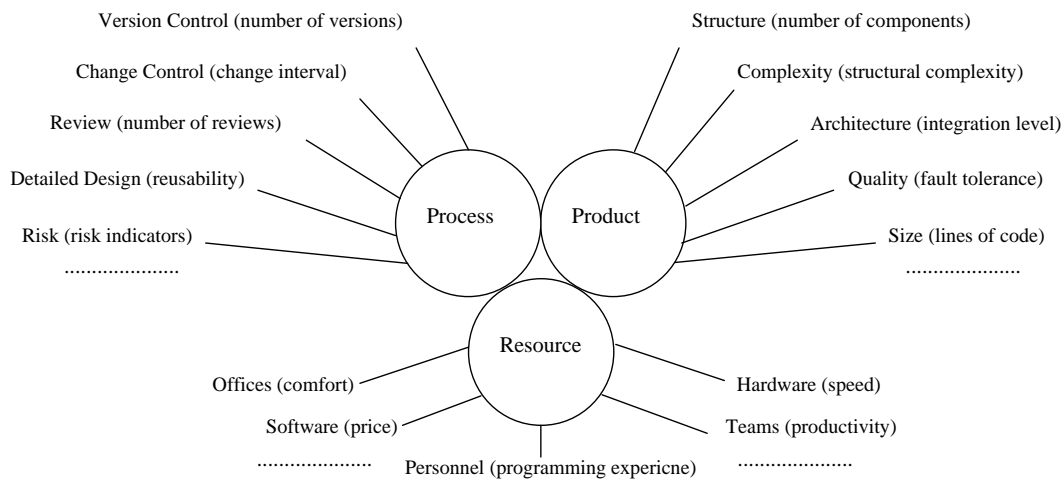 Version Control (number of versions)
Structure (number of components)
Change Control (change interval)
Complexity (structural complexity)
Review (number of reviews)
Architecture (integration level)
Detailed Design (reusability)
Quality (fault tolerance)
Process
Product
Risk (risk indicators)
Size (lines of code)
.....................
.....................
Resource
Offices (comfort)
Hardware (speed)
Software (price)
Teams (productivity)
.....................
Personnel (programming expericne)
.....................